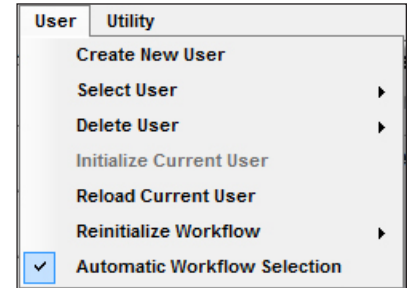 User Utility
Create New User
Select User
Delete User
Initialize Current User
Reload Current User
Reinitialize Workflow
Automatic Workflow Selection